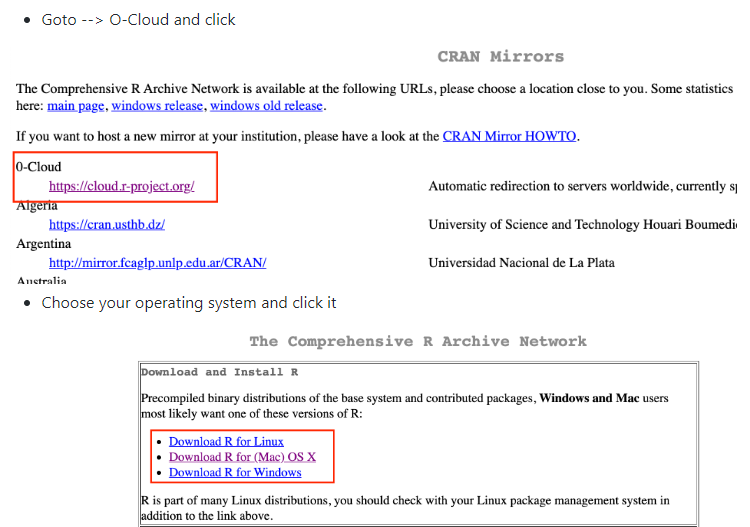 Goto --> O-Cloud and click
CRAN Mirrors
The Comprehensive R Archive Network is available at the following URLs, please choose a location close to you. Some statistics
here: main page, windows release, windows old release.
If you want to host a new mirror at your institution, please have a look at the CRAN Mirror HOWTO.
0-Cloud
https://cloud.r-project.org/ Automatic redirection to servers worldwide, currently sp
Algeria
https://cran.usthb.dz/ University of Science and Technology Houari Boumedi
Argentina
http://mirror.fcaglp.unlp.edu.ar/CRAN/ Universidad Nacional de La Plata
Australia
Choose your operating system and click it
The Comprehensive R Archive Network
Download and Install R
Precompiled binary distributions of the base system and contributed packages, Windows and Mac users
most likely want one of these versions of R:
Download R for Linux
Download R for (Mac) OS X
Download R for Windows
R is part of many Linux distributions, you should check with your Linux package management system in
addition to the link above.